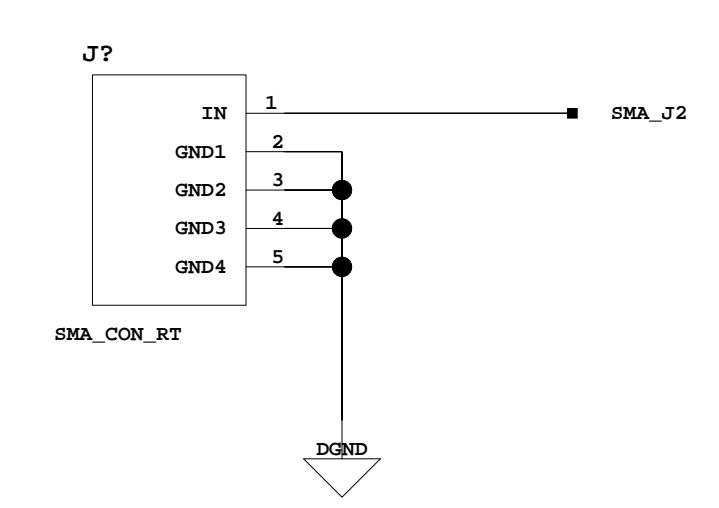 J?
IN 1 SMA_J2
GND1 2
GND2 3
GND3 4
GND4 5
SMA_CON_RT
DGND